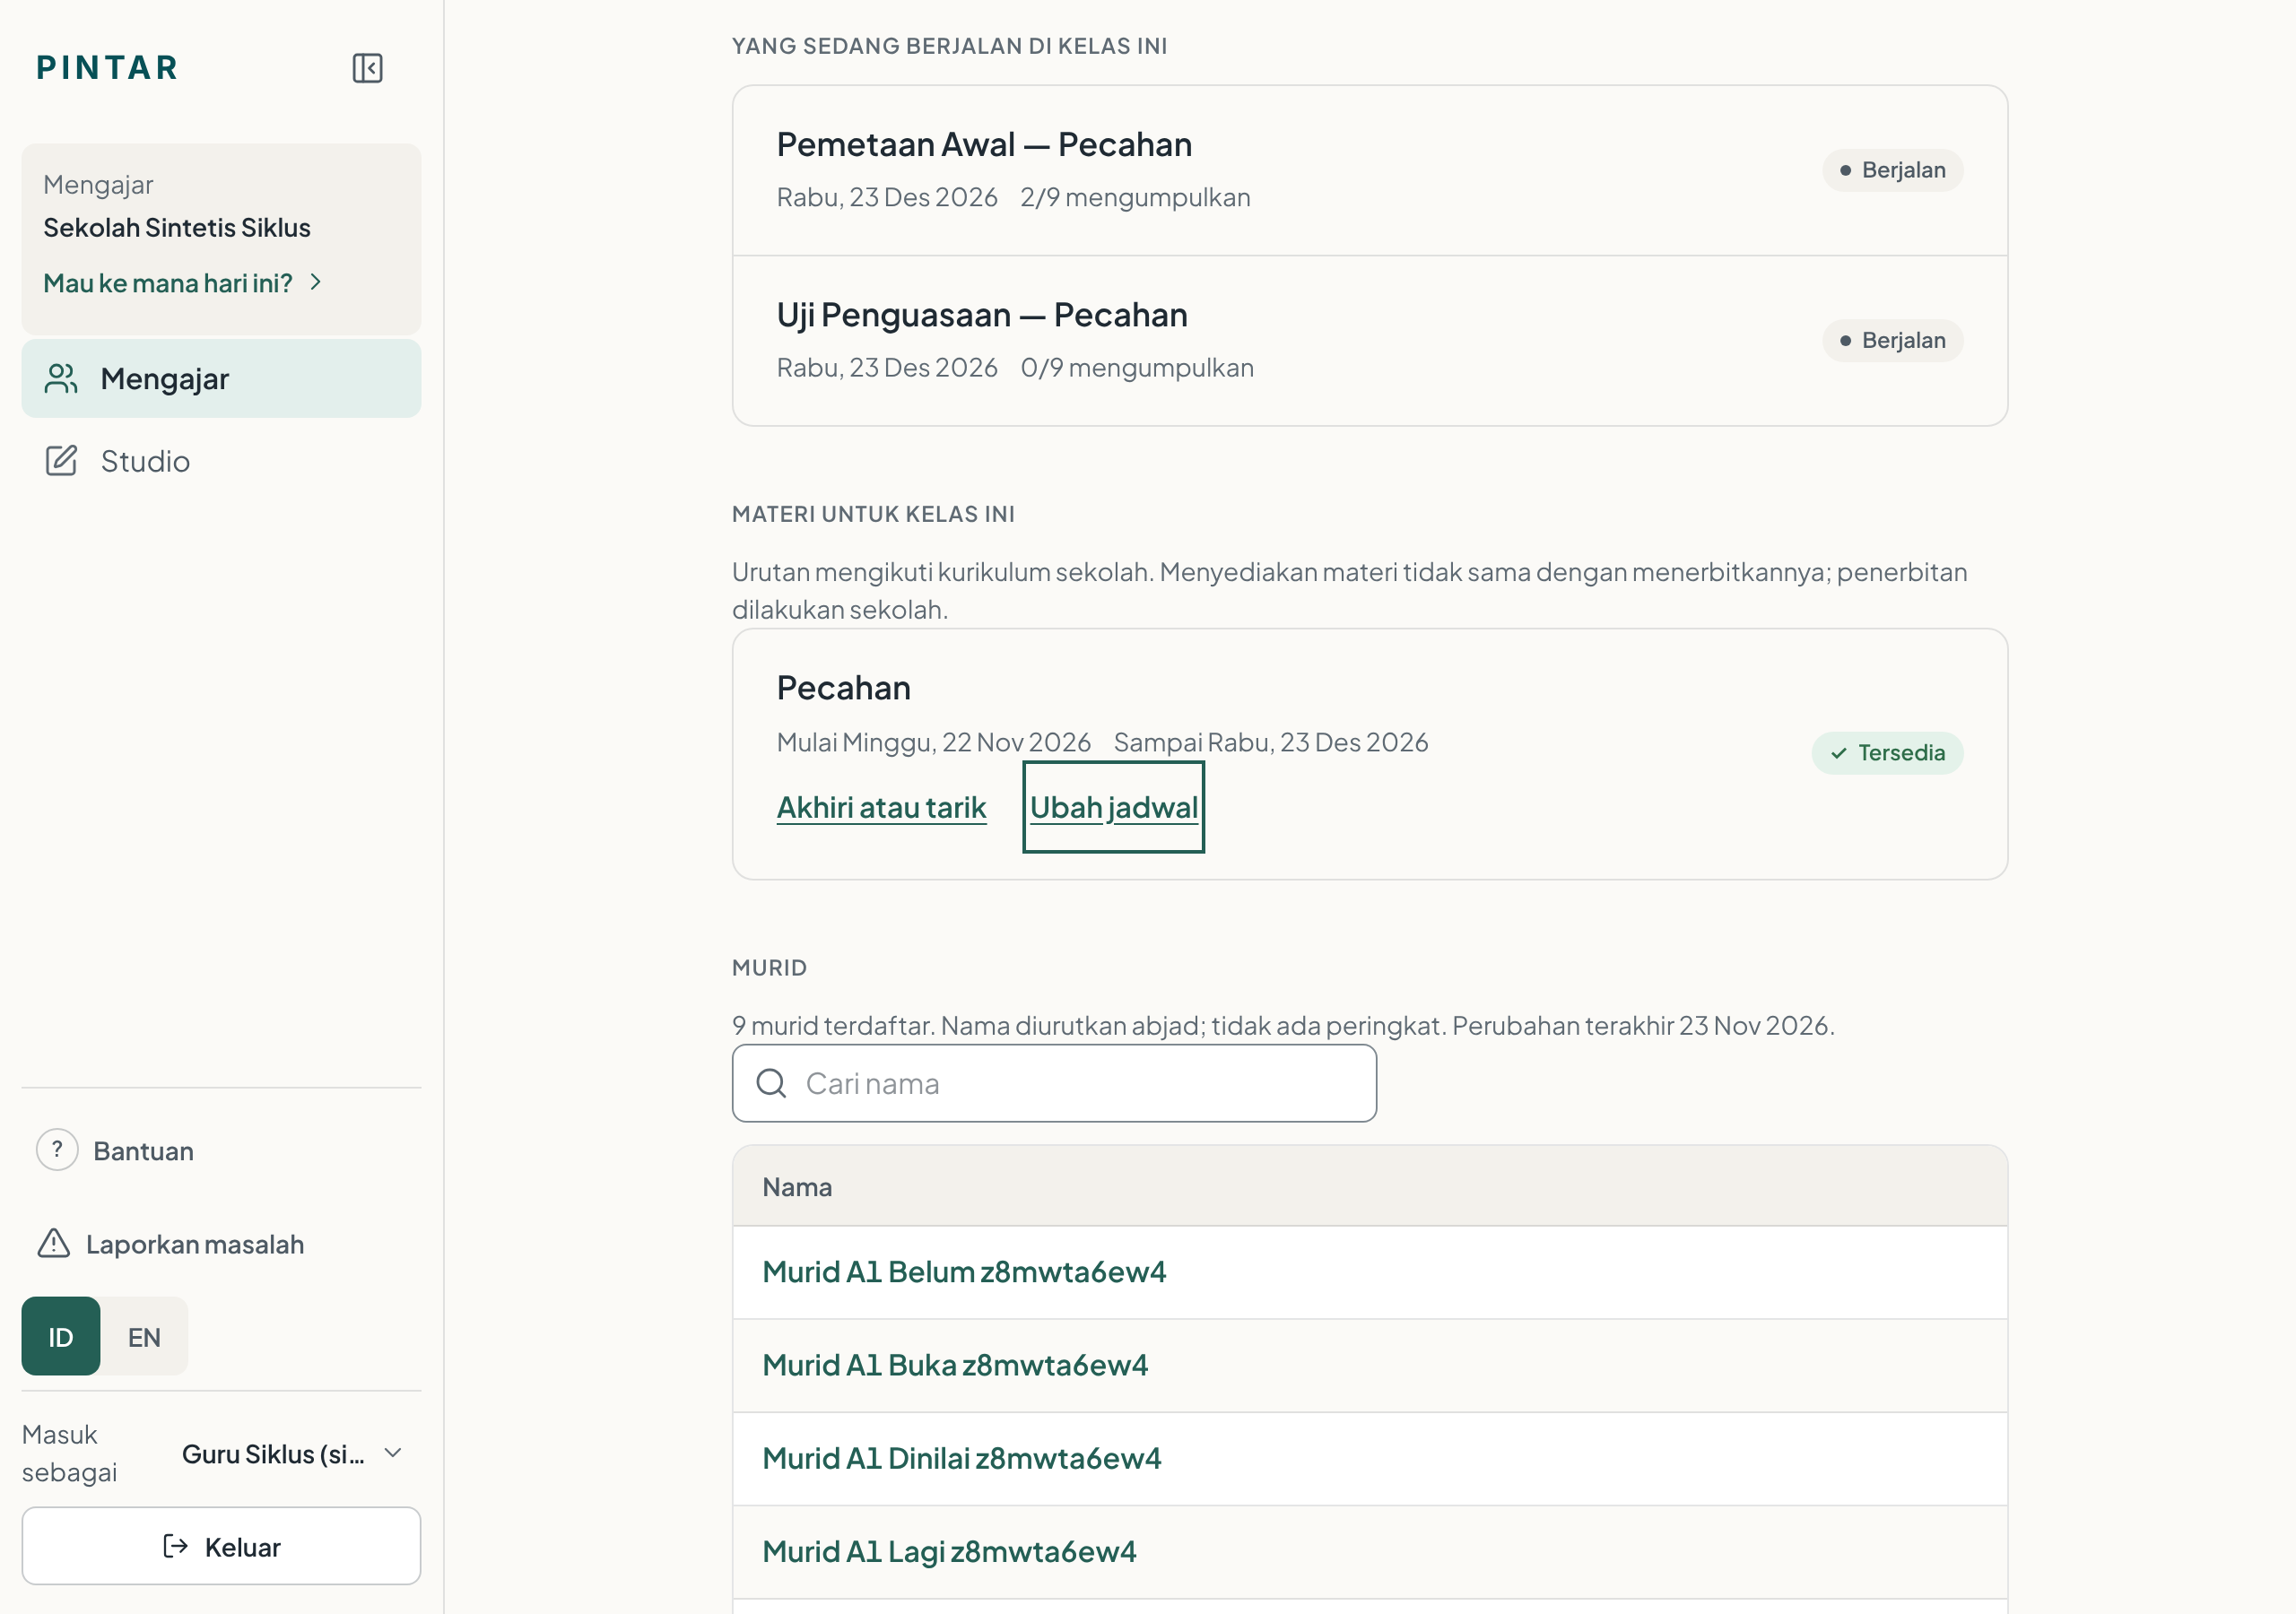 PINTAR
Mengajar
Sekolah Sintetis Siklus
Mau ke mana hari ini?
Mengajar
Studio
? Bantuan
Laporkan masalah
ID EN
Masuk sebagai
Guru Siklus (si...
Keluar
YANG SEDANG BERJALAN DI KELAS INI
Pemetaan Awal — Pecahan
Rabu, 23 Des 2026 2/9 mengumpulkan
Berjalan
Uji Penguasaan — Pecahan
Rabu, 23 Des 2026 0/9 mengumpulkan
Berjalan
MATERI UNTUK KELAS INI
Urutan mengikuti kurikulum sekolah. Menyediakan materi tidak sama dengan menerbitkannya; penerbitan
dilakukan sekolah.
Pecahan
Mulai Minggu, 22 Nov 2026 Sampai Rabu, 23 Des 2026
Tersedia
Akhiri atau tarik Ubah jadwal
MURID
9 murid terdaftar. Nama diurutkan abjad; tidak ada peringkat. Perubahan terakhir 23 Nov 2026.
Cari nama
Nama
Murid A1 Belum z8mwta6ew4
Murid A1 Buka z8mwta6ew4
Murid A1 Dinilai z8mwta6ew4
Murid A1 Lagi z8mwta6ew4